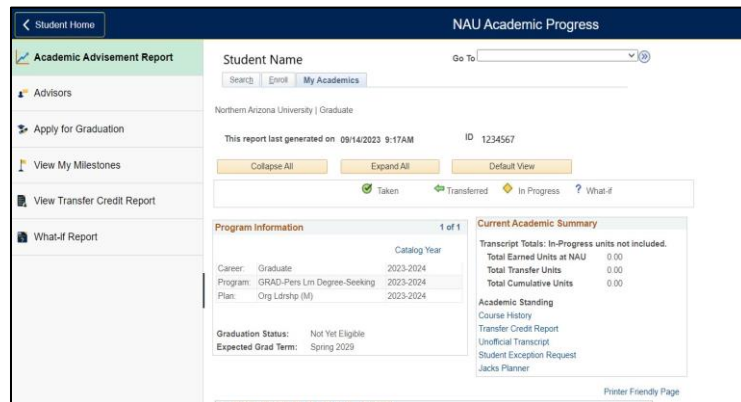 Student Home
NAU Academic Progress
Academic Advisement Report
Advisors
Apply for Graduation
View My Milestones
View Transfer Credit Report
What-if Report
Student Name
Go To
Search Enroll My Academics
Northern Arizona University | Graduate
This report last generated on 09/14/2023 9:17AM ID 1234567
Collapse All Expand All Default View
Taken Transferred In Progress ? What-if
Program Information 1 of 1
Catalog Year
Career: Graduate 2023-2024
Program: GRAD-Pers Lrn Degree-Seeking 2023-2024
Plan: Org Ldrshp (M) 2023-2024
Graduation Status: Not Yet Eligible
Expected Grad Term: Spring 2029
Current Academic Summary
Transcript Totals: In-Progress units not included.
Total Earned Units at NAU 0.00
Total Transfer Units 0.00
Total Cumulative Units 0.00
Academic Standing
Course History
Transfer Credit Report
Unofficial Transcript
Student Exception Request
Jacks Planner
Printer Friendly Page